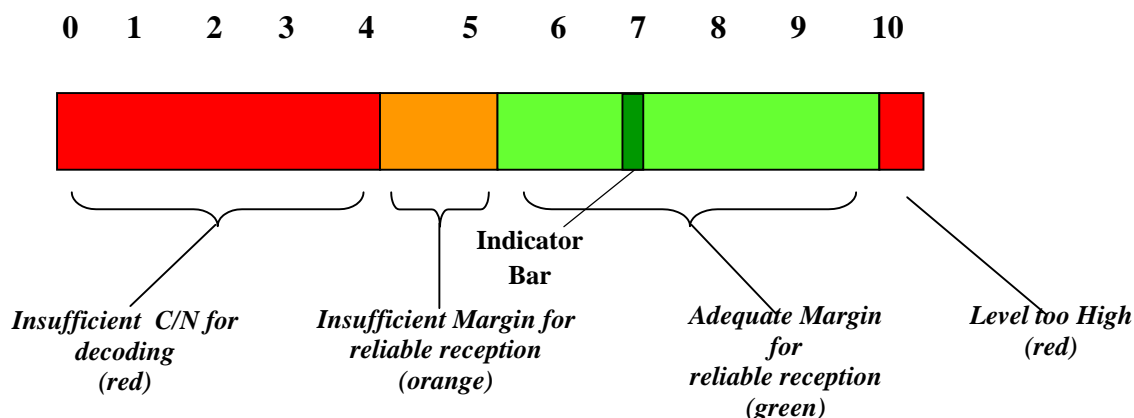 0 1 2 3 4 5 6 7 8 9 10
Indicator
Bar
Insufficient C/N for
decoding
(red)
Insufficient Margin for
reliable reception
(orange)
Adequate Margin
for
reliable reception
(green)
Level too High
(red)